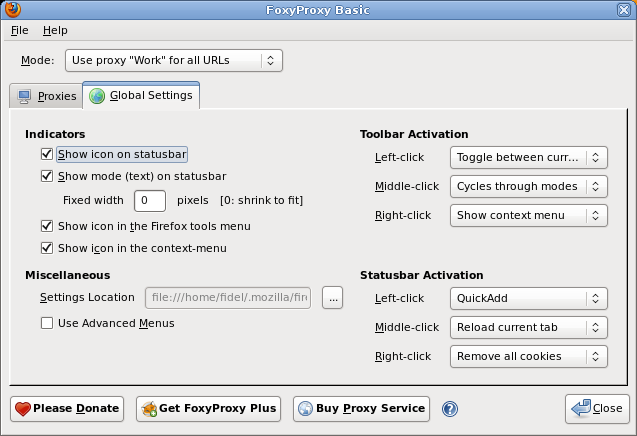 FoxyProxy Basic
File Help
Mode: Use proxy "Work" for all URLs
Proxies Global Settings
Indicators
Show icon on statusbar
Show mode (text) on statusbar
Fixed width 0 pixels [0: shrink to fit]
Show icon in the Firefox tools menu
Show icon in the context-menu
Miscellaneous
Settings Location file:///home/fidel/.mozilla/fire ...
Use Advanced Menus
Toolbar Activation
Left-click Toggle between curr...
Middle-click Cycles through modes
Right-click Show context menu
Statusbar Activation
Left-click QuickAdd
Middle-click Reload current tab
Right-click Remove all cookies
Please Donate Get FoxyProxy Plus Buy Proxy Service ? Close